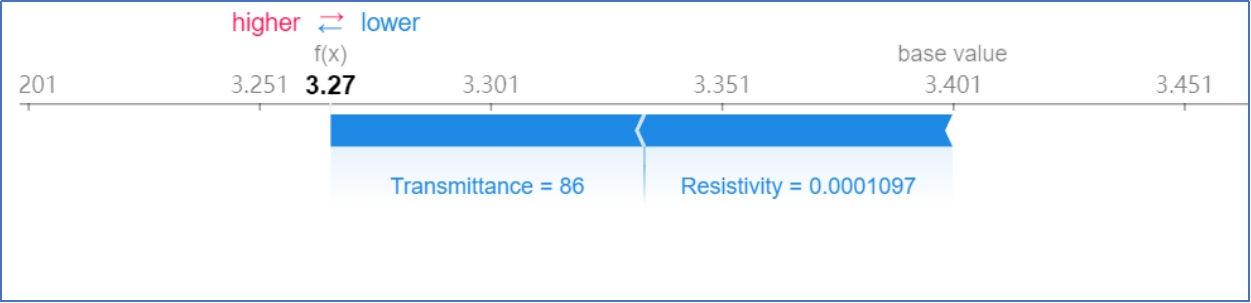 higher ⇄ lower
f(x) base value
201 3.251 3.27 3.301 3.351 3.401 3.451
Transmittance = 86 Resistivity = 0.0001097